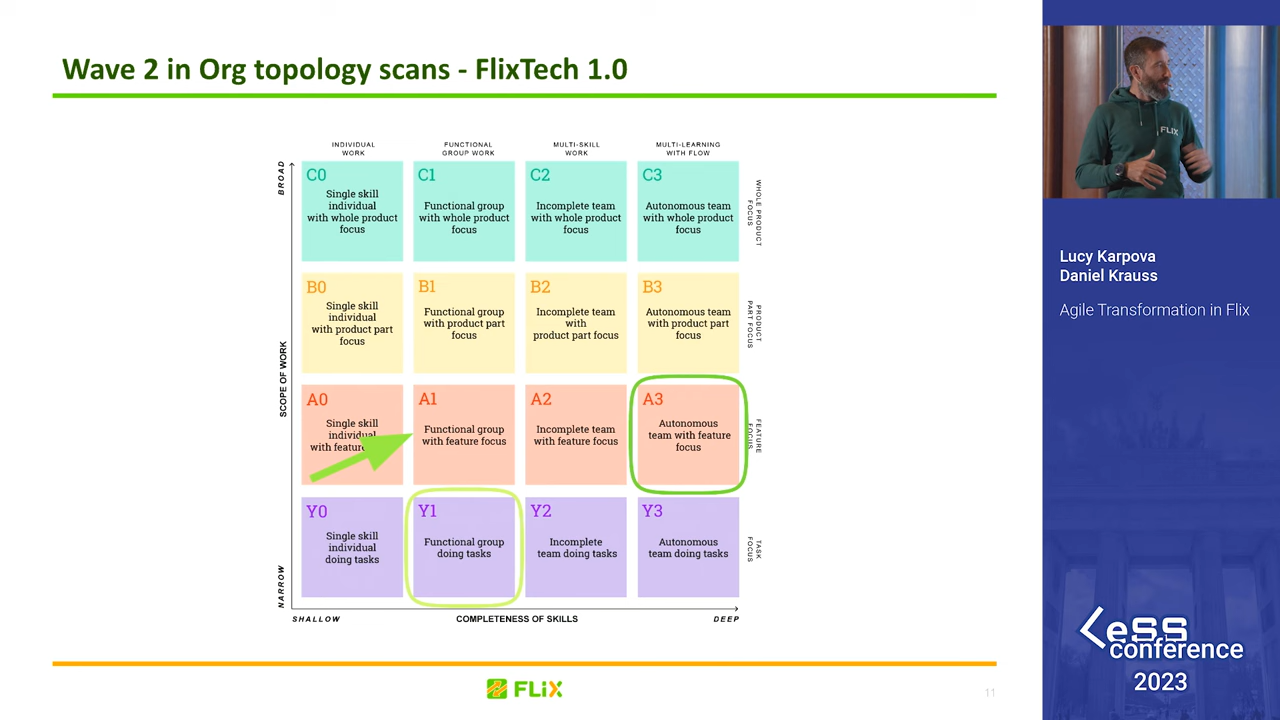 Wave 2 in Org topology scans - FlixTech 1.0
INDIVIDUAL
WORK
FUNCTIONAL
GROUP WORK
MULTI-SKILL
WORK
MULTI-LEARNING
WITH FLOW
BROAD
SCOPE OF WORK
NARROW
C0
Single skill
individual
with whole product
focus
C1
Functional group
with whole product
focus
C2
Incomplete team
with whole product
focus
C3
Autonomous team
with whole product
focus
WHOLE PRODUCT
FOCUS
B0
Single skill
individual
with product part
focus
B1
Functional group
with product part
focus
B2
Incomplete team
with
product part focus
B3
Autonomous team
with product part
focus
PRODUCT
PART FOCUS
A0
Single skill
individual
with feature
A1
Functional group
with feature focus
A2
Incomplete team
with feature focus
A3
Autonomous
team with feature
focus
FEATURE
FOCUS
Y0
Single skill
individual
doing tasks
Y1
Functional group
doing tasks
Y2
Incomplete
team doing tasks
Y3
Autonomous
team doing tasks
TASK
FOCUS
SHALLOW
COMPLETENESS OF SKILLS
DEEP
FLiX
11
FLIX
Lucy Karpova
Daniel Krauss
Agile Transformation in Flix
LeSS
conference
2023